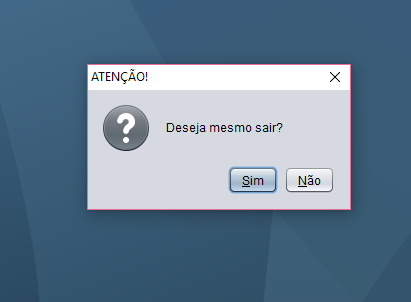 ATENÇÃO!
Deseja mesmo sair?
Sim Não